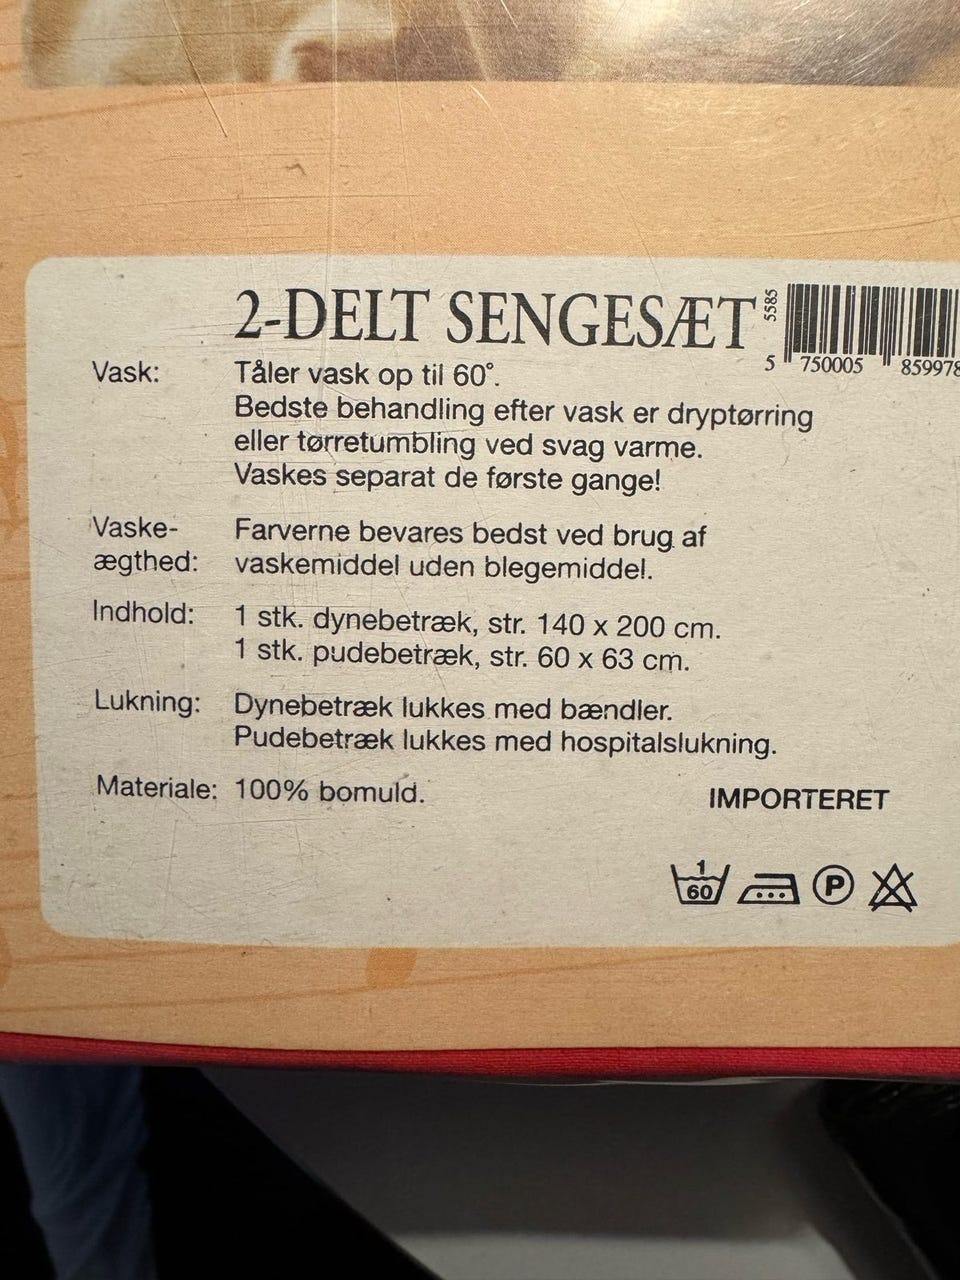 2-DELT SENGESÆT
5585
5 750005 859978
Vask: Tåler vask op til 60°.
Bedste behandling efter vask er dryptørring
eller tørretumbling ved svag varme.
Vaskes separat de første gange!
Vaske-
ægthed: Farverne bevares bedst ved brug af
vaskemiddel uden blegemiddel.
Indhold: 1 stk. dynebetræk, str. 140 x 200 cm.
1 stk. pudebetræk, str. 60 x 63 cm.
Lukning: Dynebetræk lukkes med bændler.
Pudebetræk lukkes med hospitalslukning.
Materiale: 100% bomuld.
IMPORTERET
1
60 P